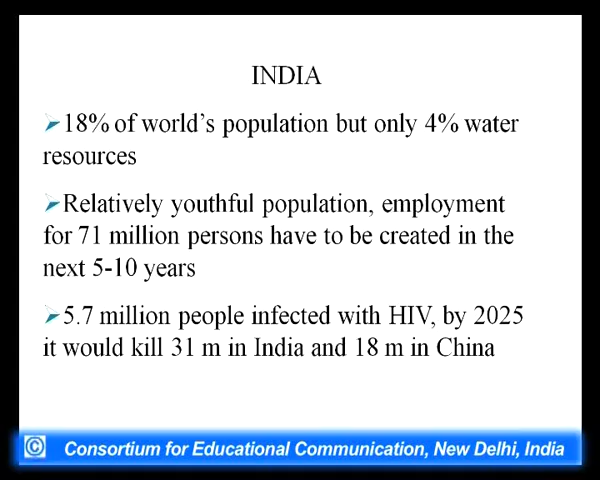 INDIA
➢18% of world's population but only 4% water
resources
➢Relatively youthful population, employment
for 71 million persons have to be created in the
next 5-10 years
➢5.7 million people infected with HIV, by 2025
it would kill 31 m in India and 18 m in China
© Consortium for Educational Communication, New Delhi, India